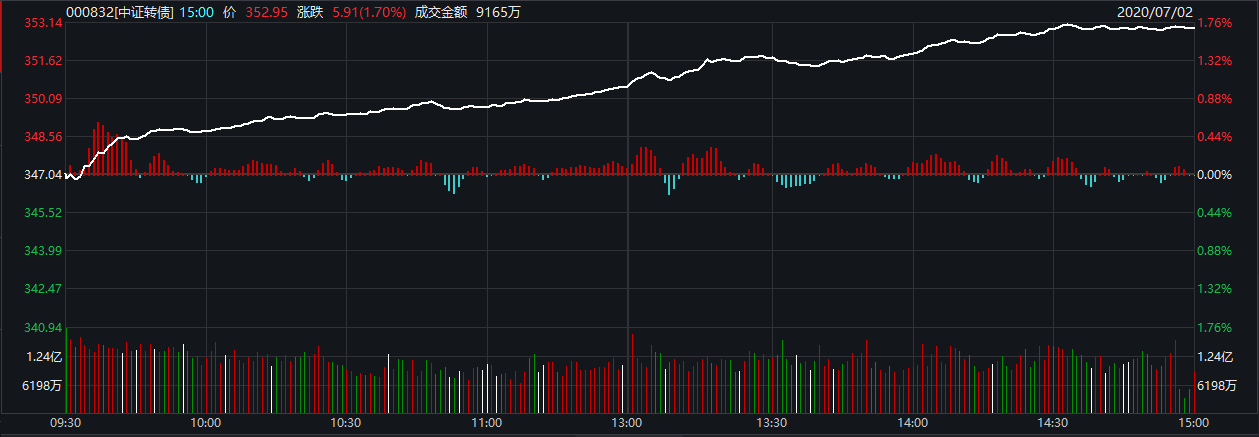 000832[中证转债] 15:00 价 352.95 涨跌 5.91(1.70%) 成交金额 9165万 2020/07/02
353.14 1.76%
351.62 1.32%
350.09 0.88%
348.56 0.44%
347.04 0.00%
345.52 0.44%
343.99 0.88%
342.47 1.32%
340.94 1.76%
1.24亿 1.24亿
6198万 6198万
09:30 10:00 10:30 11:00 13:00 13:30 14:00 14:30 15:00